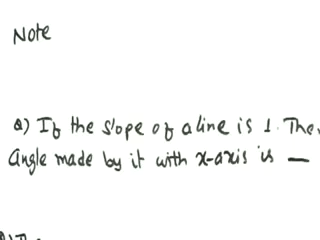 Note
Q) If the slope of a line is 1. The
angle made by it with x-axis is —